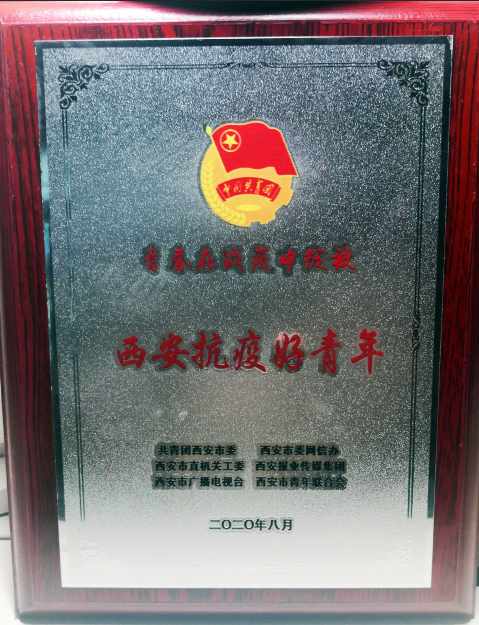 中国共青团
青春在战疫中绽放
西安抗疫好青年
共青团西安市委 西安市委网信办
西安市直机关工委 西安报业传媒集团
西安市广播电视台 西安市青年联合会
二〇二〇年八月